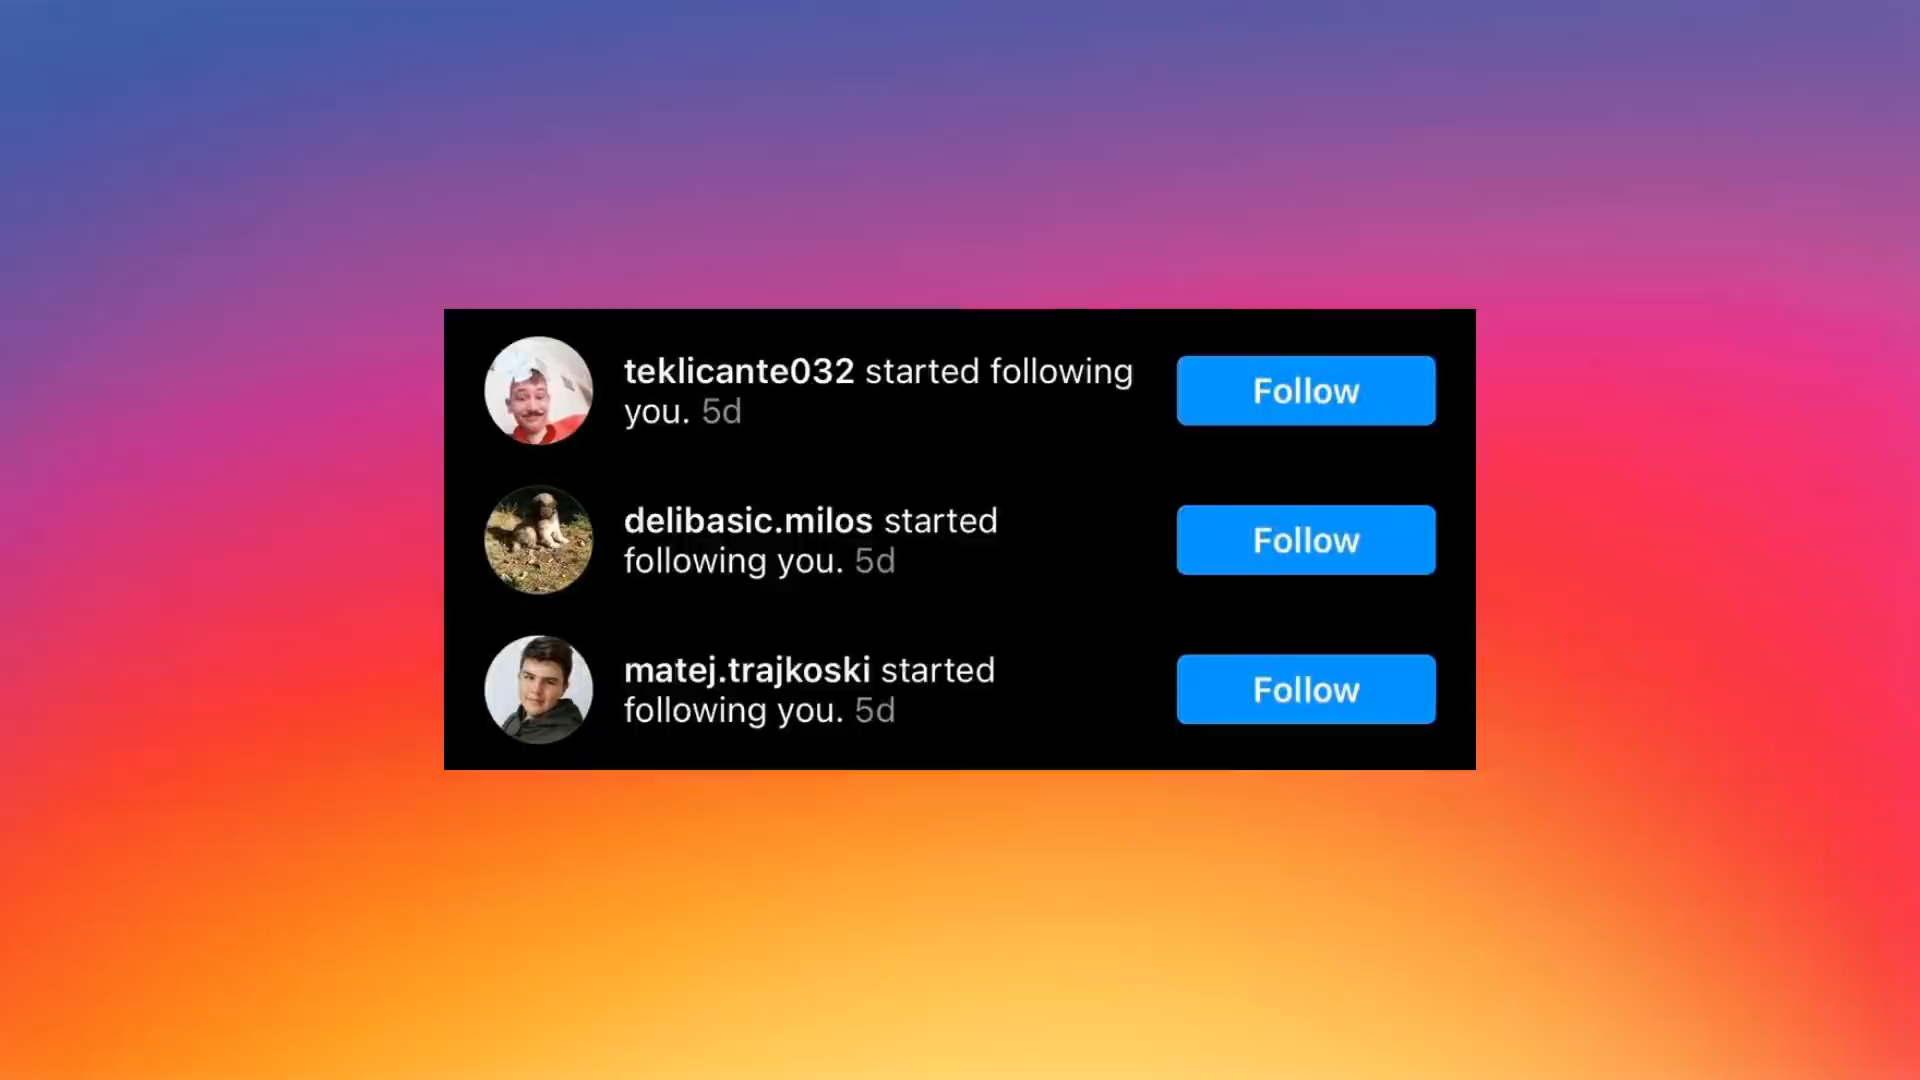 teklicante032 started following
you. 5d
Follow
delibasic.milos started
following you. 5d
Follow
matej.trajkoski started
following you. 5d
Follow